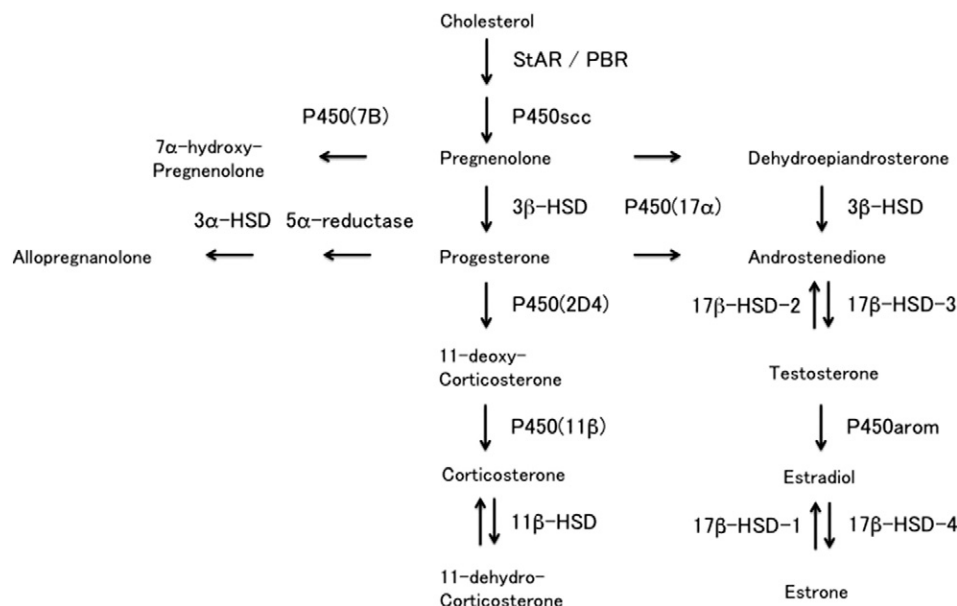 Cholesterol
StAR / PBR
P450(7B)
P450scc
7α-hydroxy-
Pregnenolone
Pregnenolone
Dehydroepiandrosterone
3α-HSD
5α-reductase
3β-HSD
P450(17α)
3β-HSD
Allopregnanolone
Progesterone
Androstenedione
P450(2D4)
17β-HSD-2
17β-HSD-3
11-deoxy-
Corticosterone
Testosterone
P450(11β)
P450arom
Corticosterone
Estradiol
11β-HSD
17β-HSD-1
17β-HSD-4
11-dehydro-
Corticosterone
Estrone